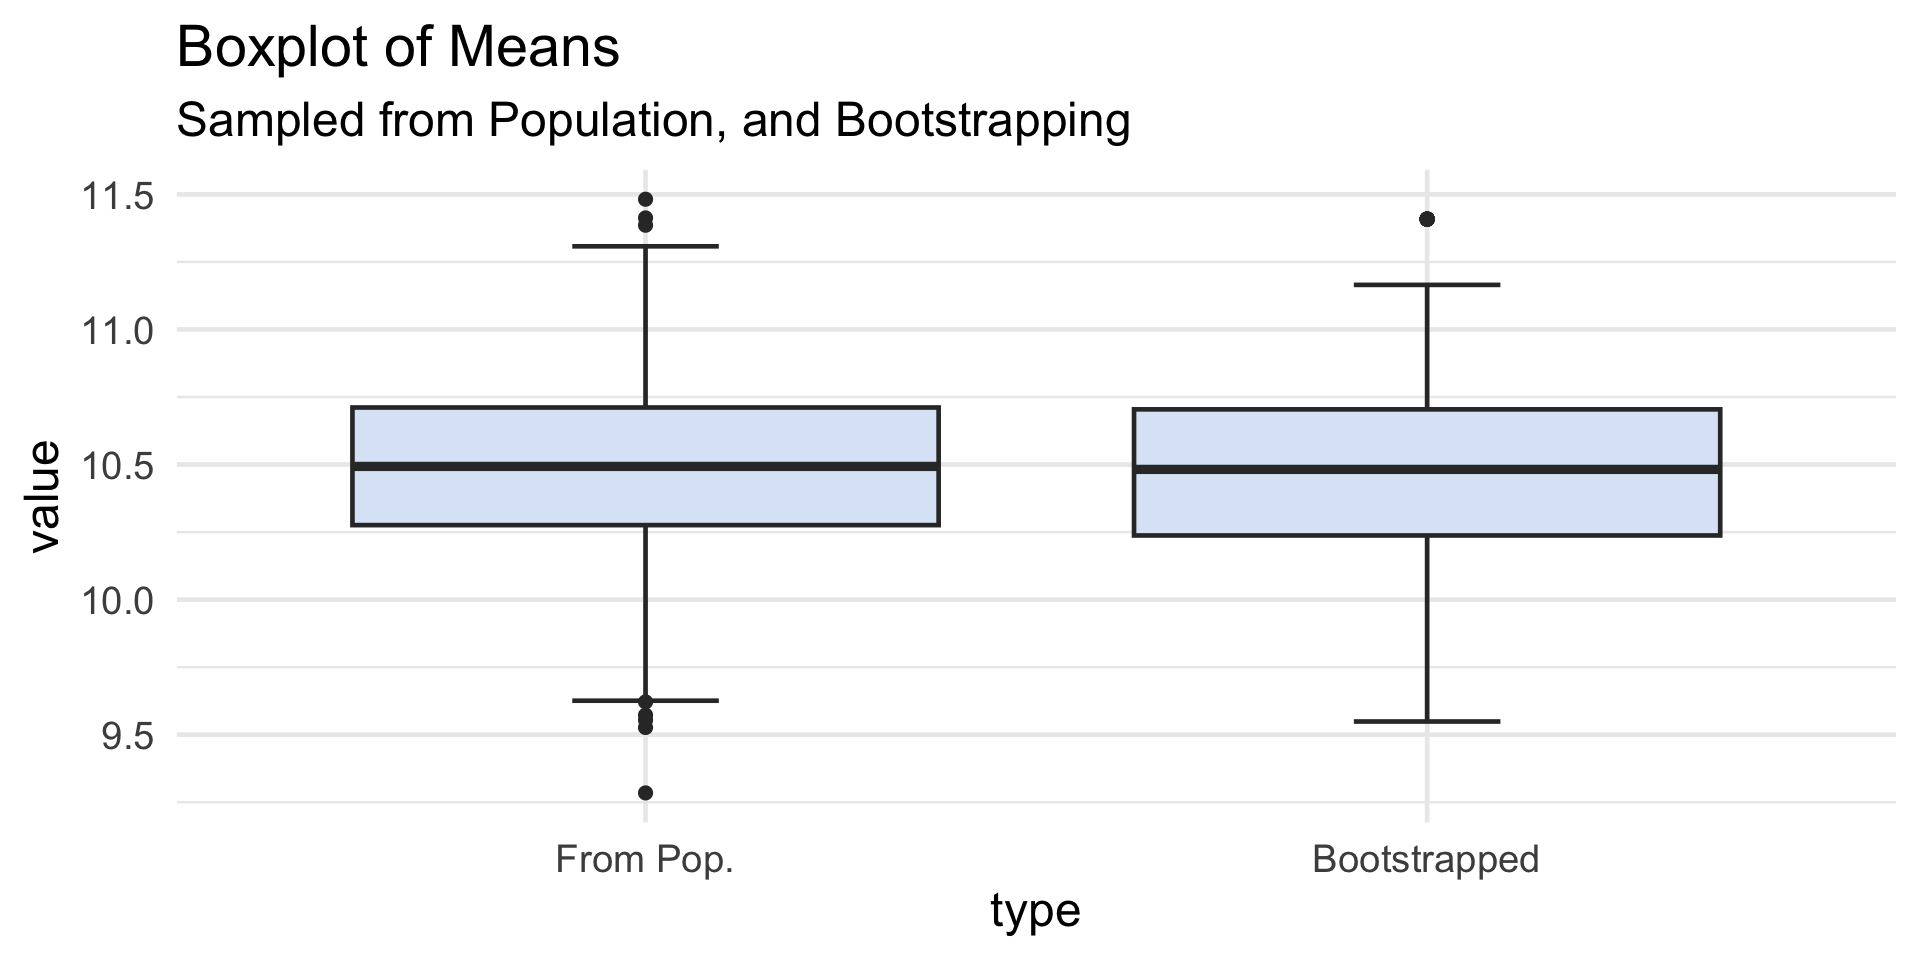 Boxplot of Means
Sampled from Population, and Bootstrapping
11.5
11.0
10.5
10.0
9.5
value
From Pop.
Bootstrapped
type